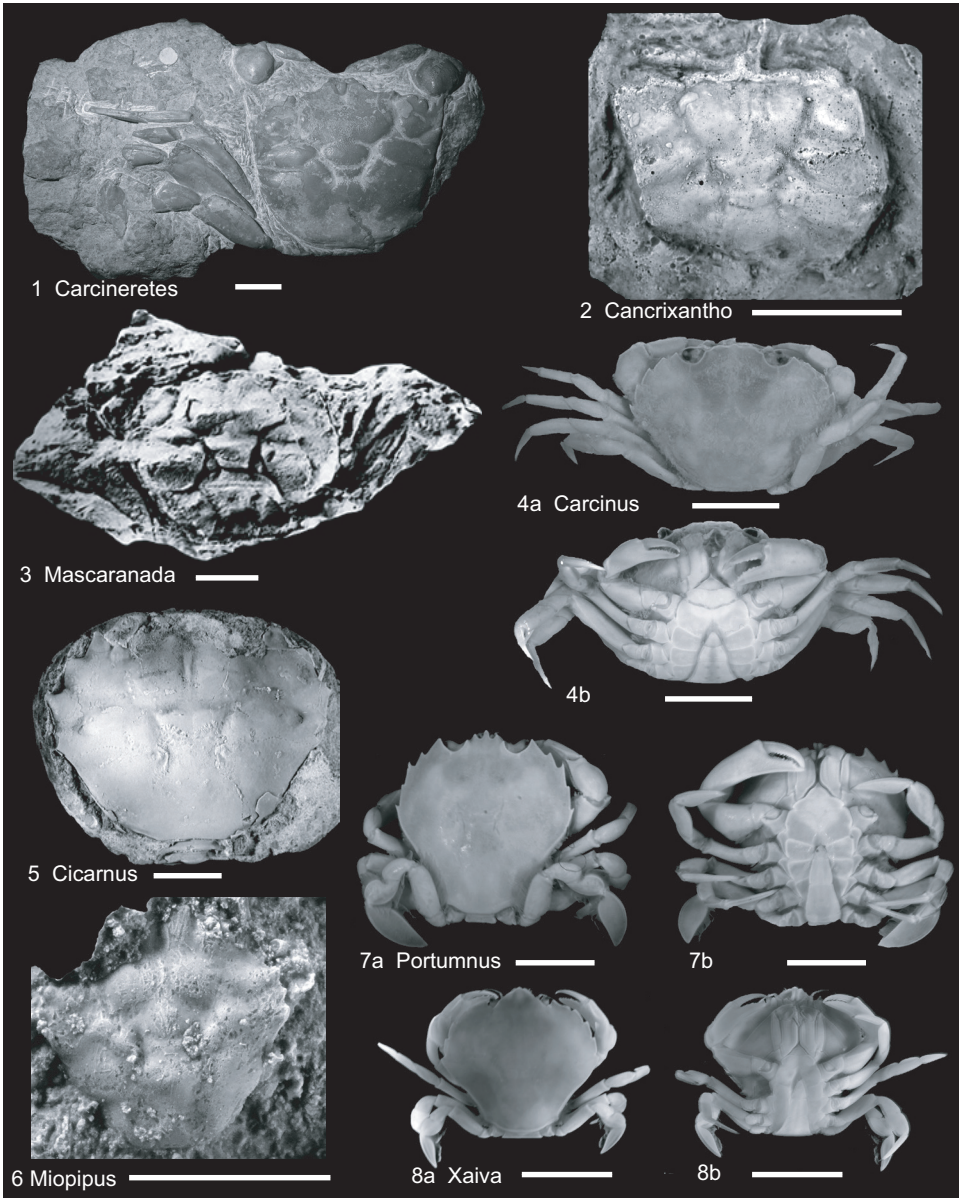 1 Carcineretes
2 Cancrixantho
3 Mascaranada
4a Carcinus
4b
5 Cicarnus
6 Miopipus
7a Portumnus
7b
8a Xaiva
8b